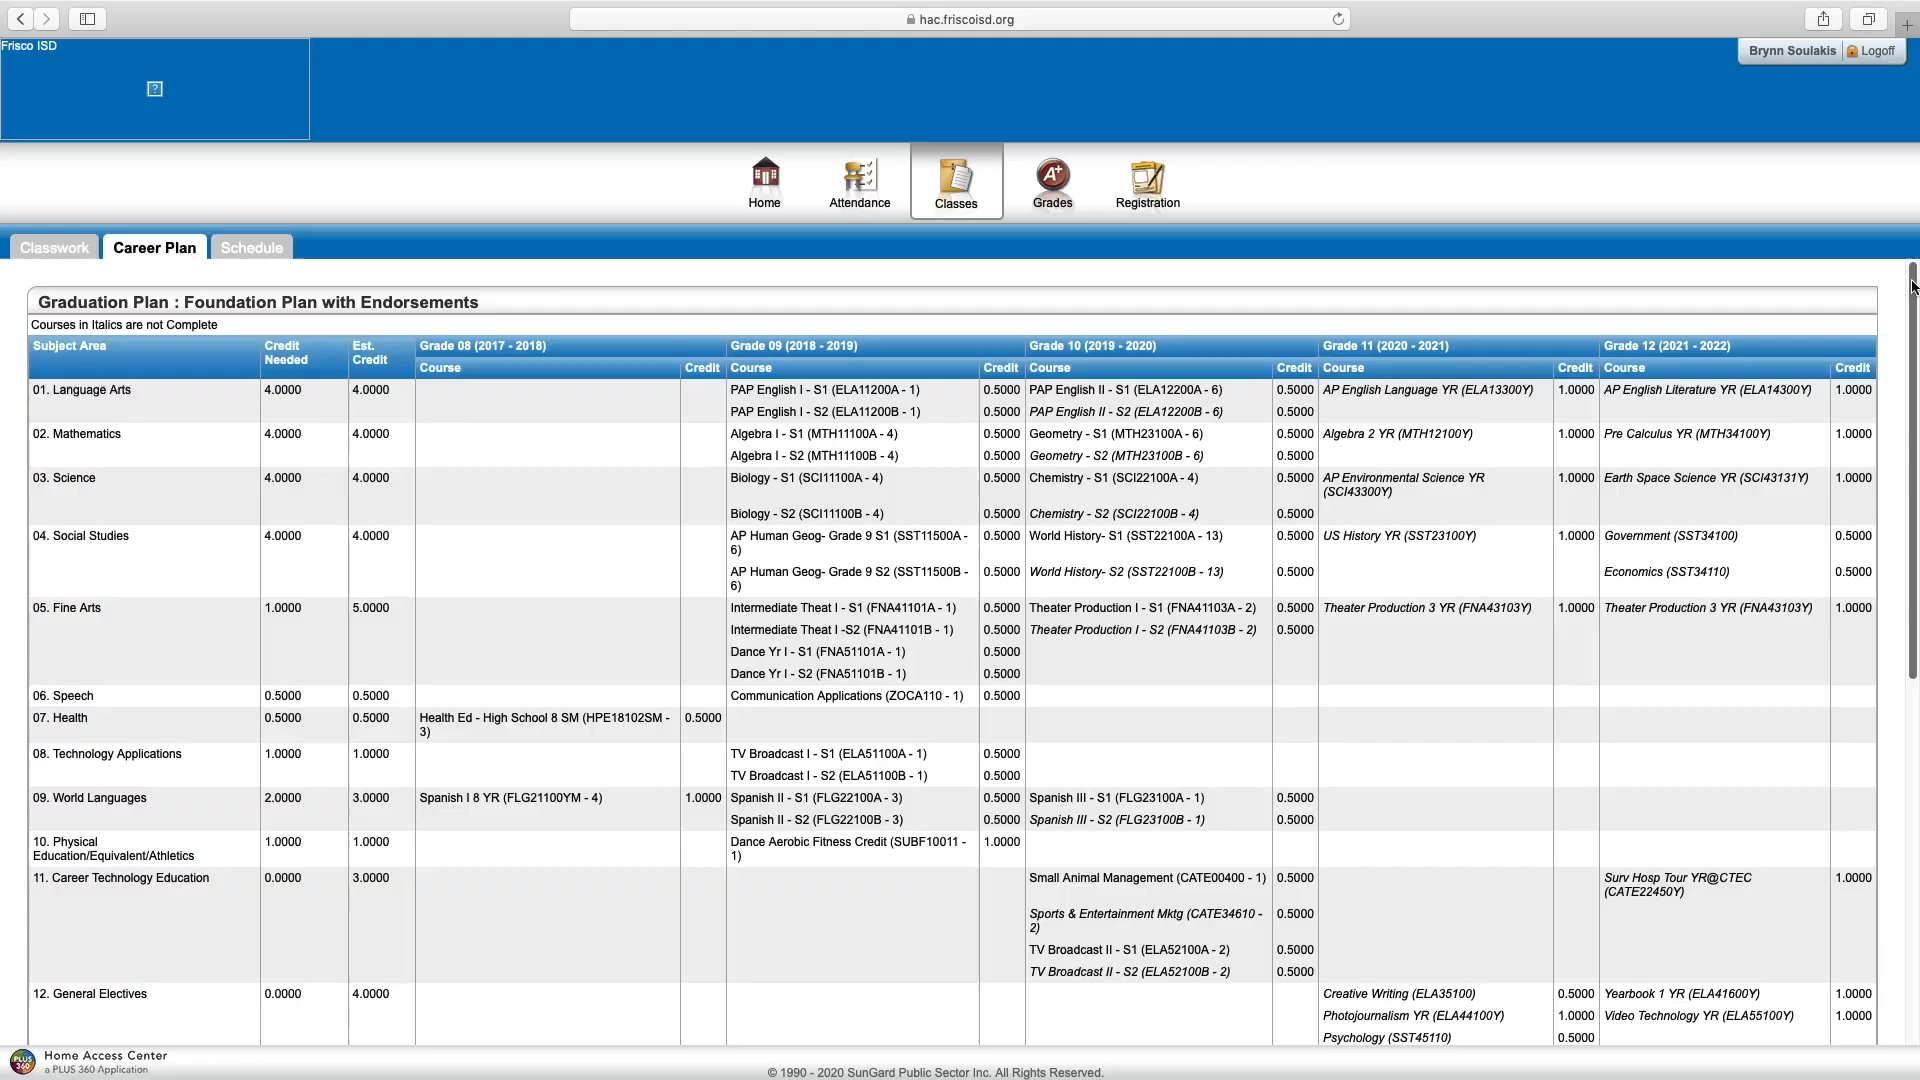 hac.friscoisd.org
Frisco ISD
Brynn Soulakis Logoff
Home Attendance Classes Grades Registration
Classwork Career Plan Schedule
Graduation Plan : Foundation Plan with Endorsements
Courses in Italics are not Complete
Subject Area Credit Needed Est. Credit Grade 08 (2017 - 2018) Grade 09 (2018 - 2019) Grade 10 (2019 - 2020) Grade 11 (2020 - 2021) Grade 12 (2021 - 2022)
Course Credit Course Credit Course Credit Course Credit Course Credit
01. Language Arts 4.0000 4.0000 PAP English I - S1 (ELA11200A - 1) 0.5000 PAP English II - S1 (ELA12200A - 6) 0.5000 AP English Language YR (ELA13300Y) 1.0000 AP English Literature YR (ELA14300Y) 1.0000
PAP English I - S2 (ELA11200B - 1) 0.5000 PAP English II - S2 (ELA12200B - 6) 0.5000
02. Mathematics 4.0000 4.0000 Algebra I - S1 (MTH11100A - 4) 0.5000 Geometry - S1 (MTH23100A - 6) 0.5000 Algebra 2 YR (MTH12100Y) 1.0000 Pre Calculus YR (MTH34100Y) 1.0000
Algebra I - S2 (MTH11100B - 4) 0.5000 Geometry - S2 (MTH23100B - 6) 0.5000
03. Science 4.0000 4.0000 Biology - S1 (SCI11100A - 4) 0.5000 Chemistry - S1 (SCI22100A - 4) 0.5000 AP Environmental Science YR (SCI43300Y) 1.0000 Earth Space Science YR (SCI43131Y) 1.0000
Biology - S2 (SCI11100B - 4) 0.5000 Chemistry - S2 (SCI22100B - 4) 0.5000
04. Social Studies 4.0000 4.0000 AP Human Geog- Grade 9 S1 (SST11500A - 6) 0.5000 World History- S1 (SST22100A - 13) 0.5000 US History YR (SST23100Y) 1.0000 Government (SST34100) 0.5000
AP Human Geog- Grade 9 S2 (SST11500B - 6) 0.5000 World History- S2 (SST22100B - 13) 0.5000 Economics (SST34110) 0.5000
05. Fine Arts 1.0000 5.0000 Intermediate Theat I - S1 (FNA41101A - 1) 0.5000 Theater Production I - S1 (FNA41103A - 2) 0.5000 Theater Production 3 YR (FNA43103Y) 1.0000 Theater Production 3 YR (FNA43103Y) 1.0000
Intermediate Theat I -S2 (FNA41101B - 1) 0.5000 Theater Production I - S2 (FNA41103B - 2) 0.5000
Dance Yr I - S1 (FNA51101A - 1) 0.5000
Dance Yr I - S2 (FNA51101B - 1) 0.5000
06. Speech 0.5000 0.5000 Communication Applications (ZOCA110 - 1) 0.5000
07. Health 0.5000 0.5000 Health Ed - High School 8 SM (HPE18102SM - 3) 0.5000
08. Technology Applications 1.0000 1.0000 TV Broadcast I - S1 (ELA51100A - 1) 0.5000
TV Broadcast I - S2 (ELA51100B - 1) 0.5000
09. World Languages 2.0000 3.0000 Spanish I 8 YR (FLG21100YM - 4) 1.0000 Spanish II - S1 (FLG22100A - 3) 0.5000 Spanish III - S1 (FLG23100A - 1) 0.5000
Spanish II - S2 (FLG22100B - 3) 0.5000 Spanish III - S2 (FLG23100B - 1) 0.5000
10. Physical Education/Equivalent/Athletics 1.0000 1.0000 Dance Aerobic Fitness Credit (SUBF10011 - 1) 1.0000
11. Career Technology Education 0.0000 3.0000 Small Animal Management (CATE00400 - 1) 0.5000 Surv Hosp Tour YR@CTEC (CATE22450Y) 1.0000
Sports & Entertainment Mktg (CATE34610 - 2) 0.5000
TV Broadcast II - S1 (ELA52100A - 2) 0.5000
TV Broadcast II - S2 (ELA52100B - 2) 0.5000
12. General Electives 0.0000 4.0000 Creative Writing (ELA35100) 0.5000 Yearbook 1 YR (ELA41600Y) 1.0000
Photojournalism YR (ELA44100Y) 1.0000 Video Technology YR (ELA55100Y) 1.0000
Psychology (SST45110) 0.5000
PLUS 360 Home Access Center
a PLUS 360 Application
© 1990 - 2020 SunGard Public Sector Inc. All Rights Reserved.